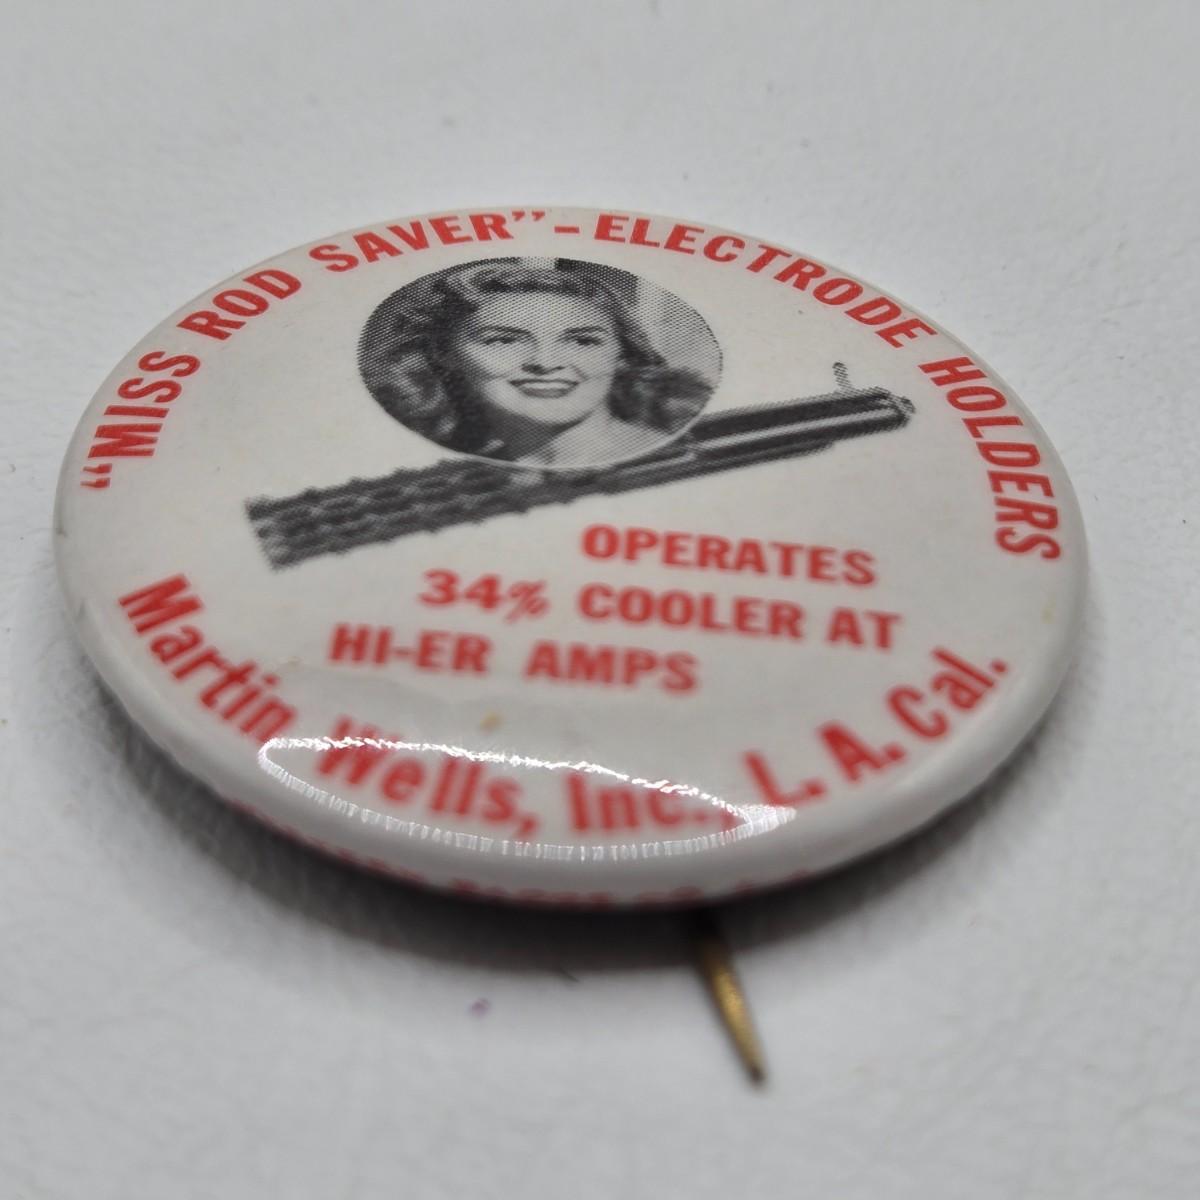 “MISS ROD SAVER” – ELECTRODE HOLDERS
OPERATES
34% COOLER AT
HI-ER AMPS
Martin Wells, Inc., L. A. Cal.